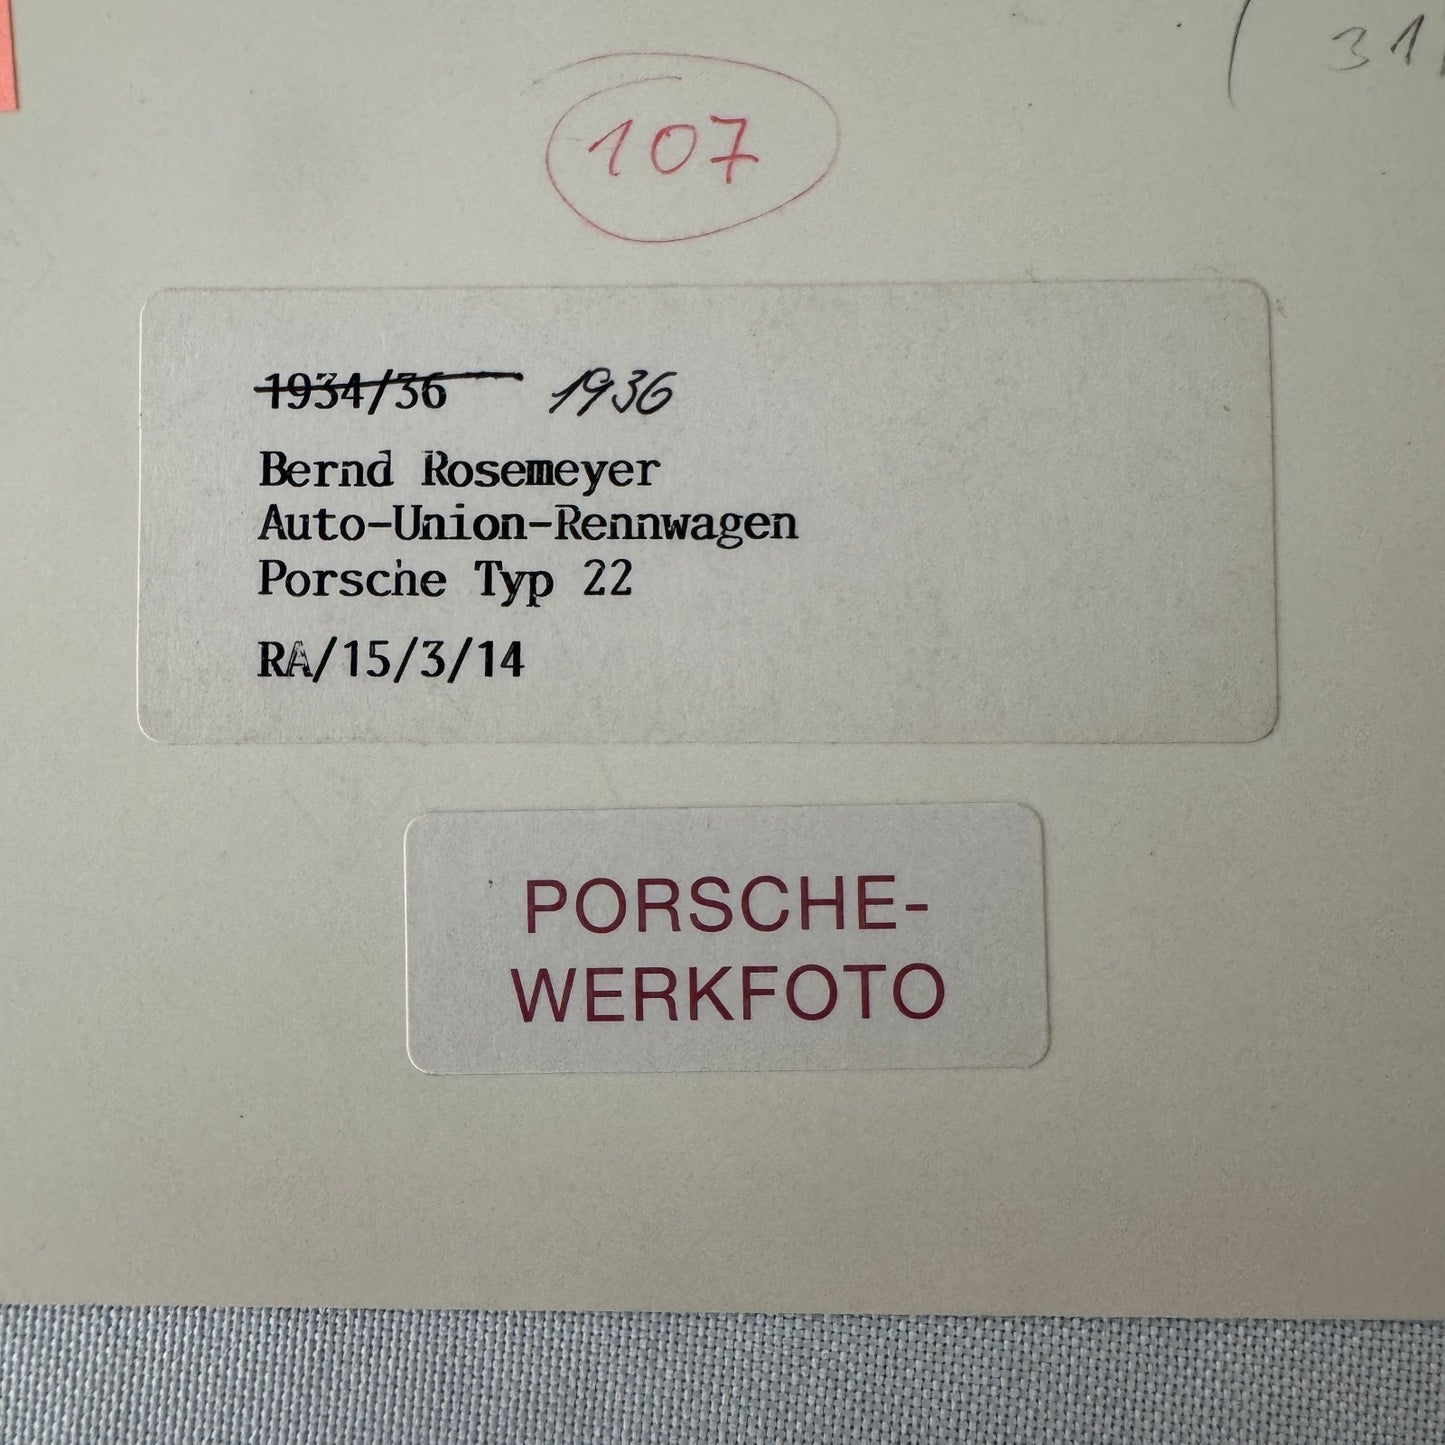 107
1934/36 1936
Bernd Rosemeyer
Auto-Union-Rennwagen
Porsche Typ 22
RA/15/3/14
PORSCHE-
WERKFOTO